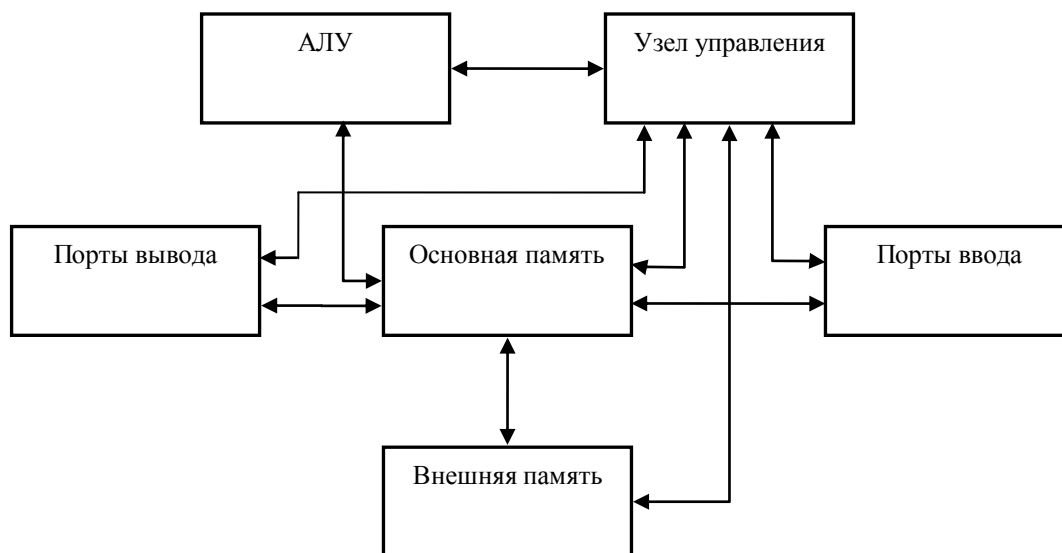 АЛУ
Узел управления
Порты вывода
Основная память
Порты ввода
Внешняя память